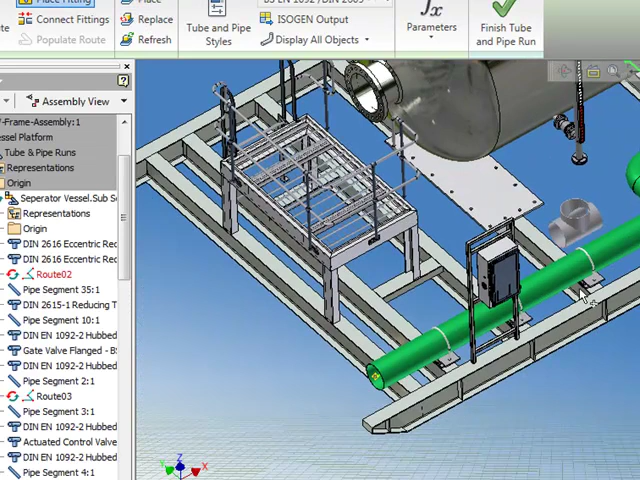 Place Fitting
Connect Fittings
Populate Route
Place
Replace
Refresh
Tube and Pipe
Styles
ISOGEN Output
Display All Objects
Parameters
Finish Tube
and Pipe Run
Assembly View
-Frame-Assembly:1
essel Platform
Tube & Pipe Runs
Representations
Origin
Seperator Vessel.Sub S
Representations
Origin
DIN 2616 Eccentric Rec
DIN 2616 Eccentric Rec
Route02
Pipe Segment 35:1
DIN 2615-1 Reducing T
Pipe Segment 10:1
DIN EN 1092-2 Hubbed
Gate Valve Flanged - BS
DIN EN 1092-2 Hubbed
Pipe Segment 2:1
Route03
Pipe Segment 3:1
DIN EN 1092-2 Hubbed
Actuated Control Valve
DIN EN 1092-2 Hubbed
Pipe Segment 4:1
Z
Y
X